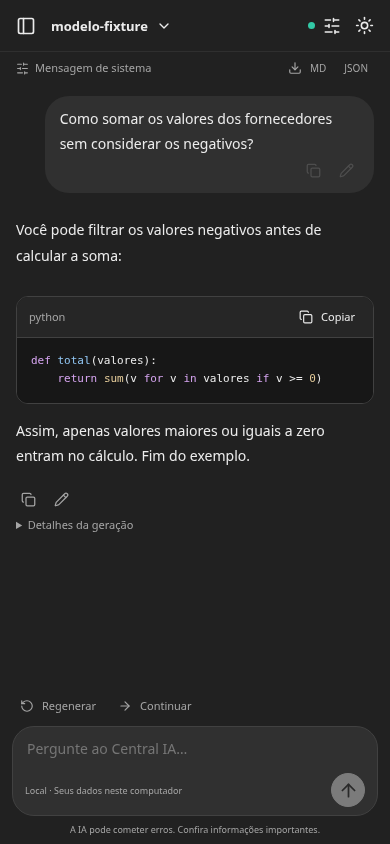 modelo-fixture
Mensagem de sistema MD JSON
Como somar os valores dos fornecedores
sem considerar os negativos?
Você pode filtrar os valores negativos antes de
calcular a soma:
python Copiar
def total(valores):
    return sum(v for v in valores if v >= 0)
Assim, apenas valores maiores ou iguais a zero
entram no cálculo. Fim do exemplo.
Detalhes da geração
Regenerar Continuar
Pergunte ao Central IA...
Local · Seus dados neste computador
A IA pode cometer erros. Confira informações importantes.